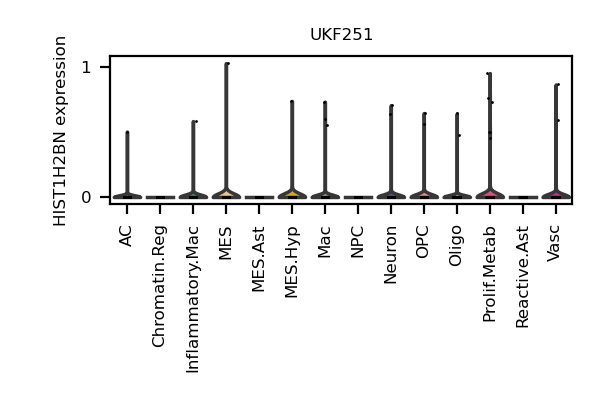 UKF251
HIST1H2BN expression
1
0
AC
Chromatin.Reg
Inflammatory.Mac
MES
MES.Ast
MES.Hyp
Mac
NPC
Neuron
OPC
Oligo
Prolif.Metab
Reactive.Ast
Vasc